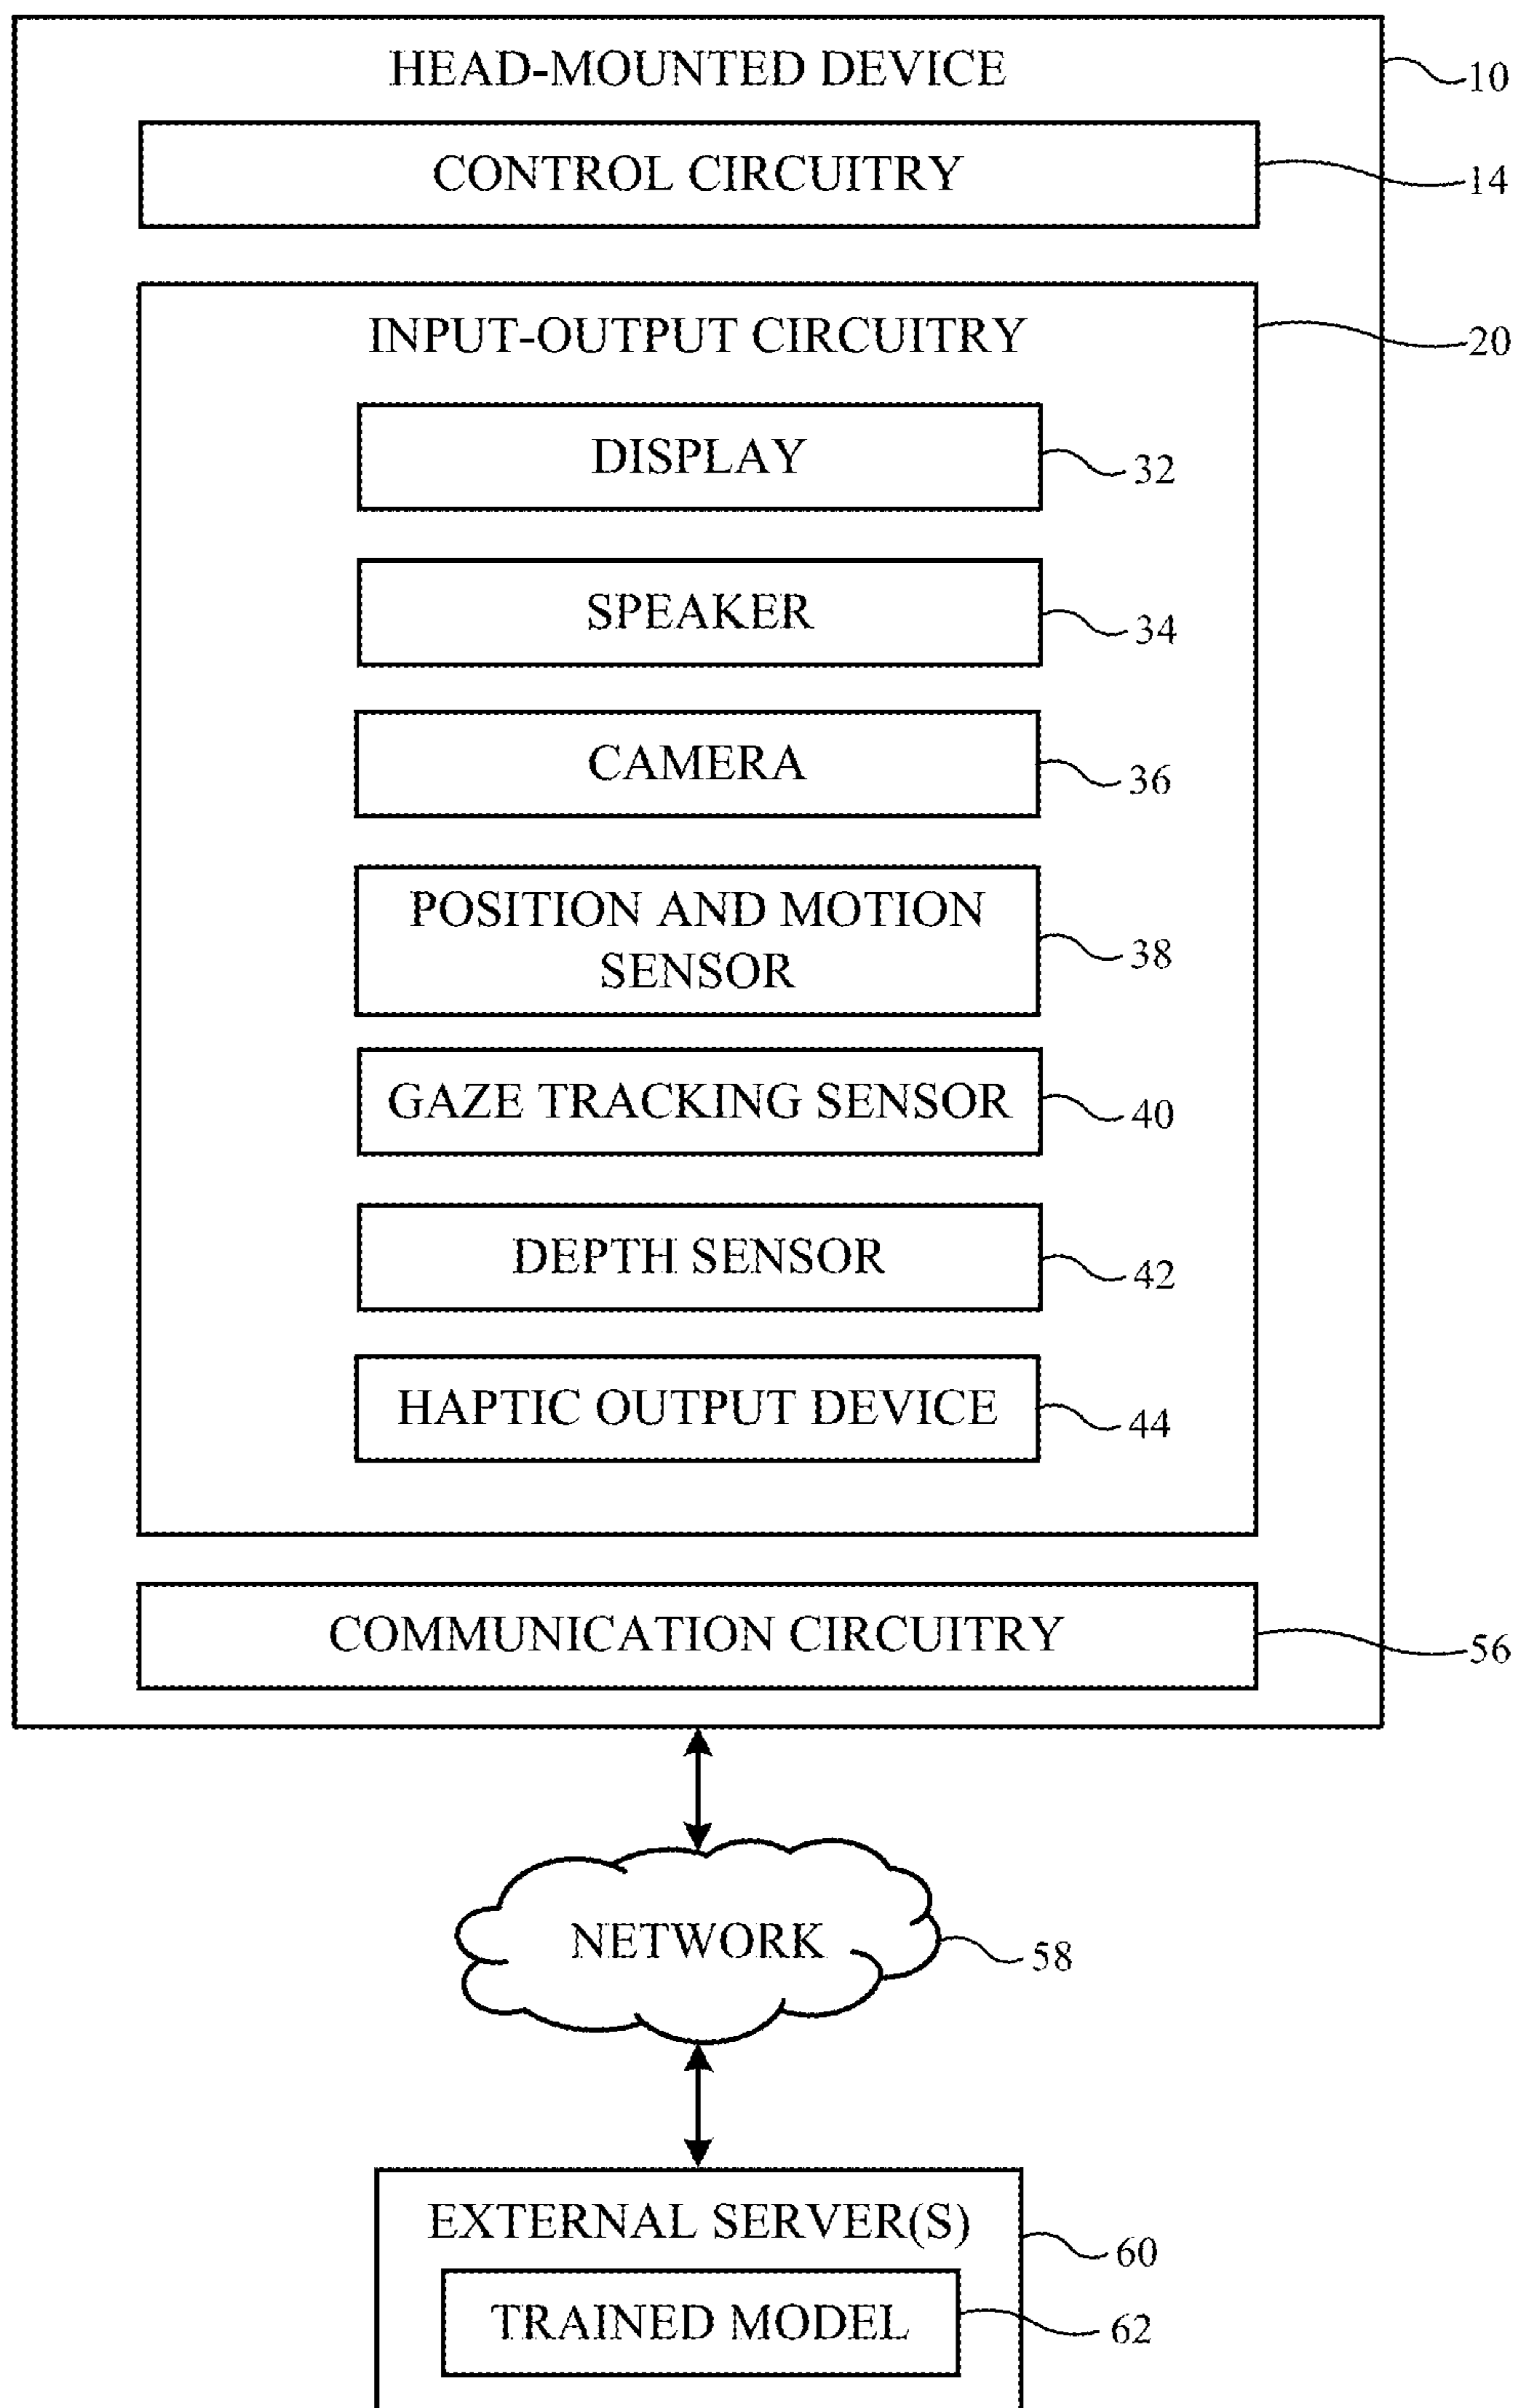 HEAD-MOUNTED DEVICE
10
CONTROL CIRCUITRY
14
INPUT-OUTPUT CIRCUITRY
20
DISPLAY
32
SPEAKER
34
CAMERA
36
POSITION AND MOTION
SENSOR
38
GAZE TRACKING SENSOR
40
DEPTH SENSOR
42
HAPTIC OUTPUT DEVICE
44
COMMUNICATION CIRCUITRY
56
NETWORK
58
EXTERNAL SERVER(S)
60
TRAINED MODEL
62